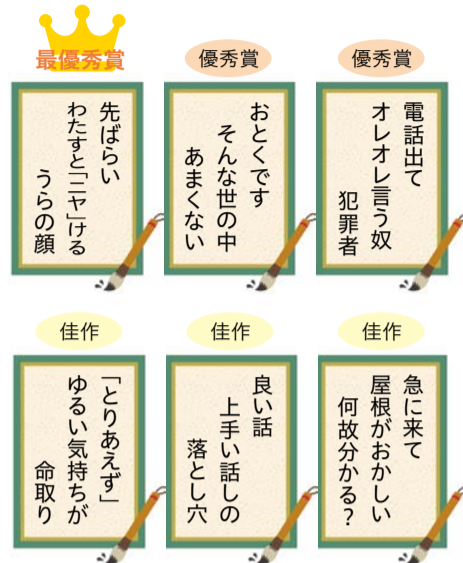 最優秀賞
先ばらい
わたすと「ニヤ」ける
うらの顔
優秀賞
おとくです
そんな世の中
あまくない
優秀賞
電話出て
オレオレ言う奴
犯罪者
佳作
「とりあえず」
ゆるい気持ちが
命取り
佳作
良い話
上手い話しの
落とし穴
佳作
急に来て
屋根がおかしい
何故分かる?